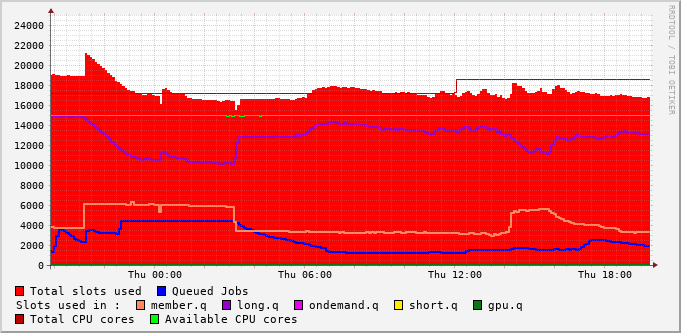 RRDTOOL / TOBI OETIKER
24000
22000
20000
18000
16000
14000
12000
10000
8000
6000
4000
2000
0
Thu 00:00 Thu 06:00 Thu 12:00 Thu 18:00
Total slots used Queued Jobs
Slots used in : member.q long.q ondemand.q short.q gpu.q
Total CPU cores Available CPU cores